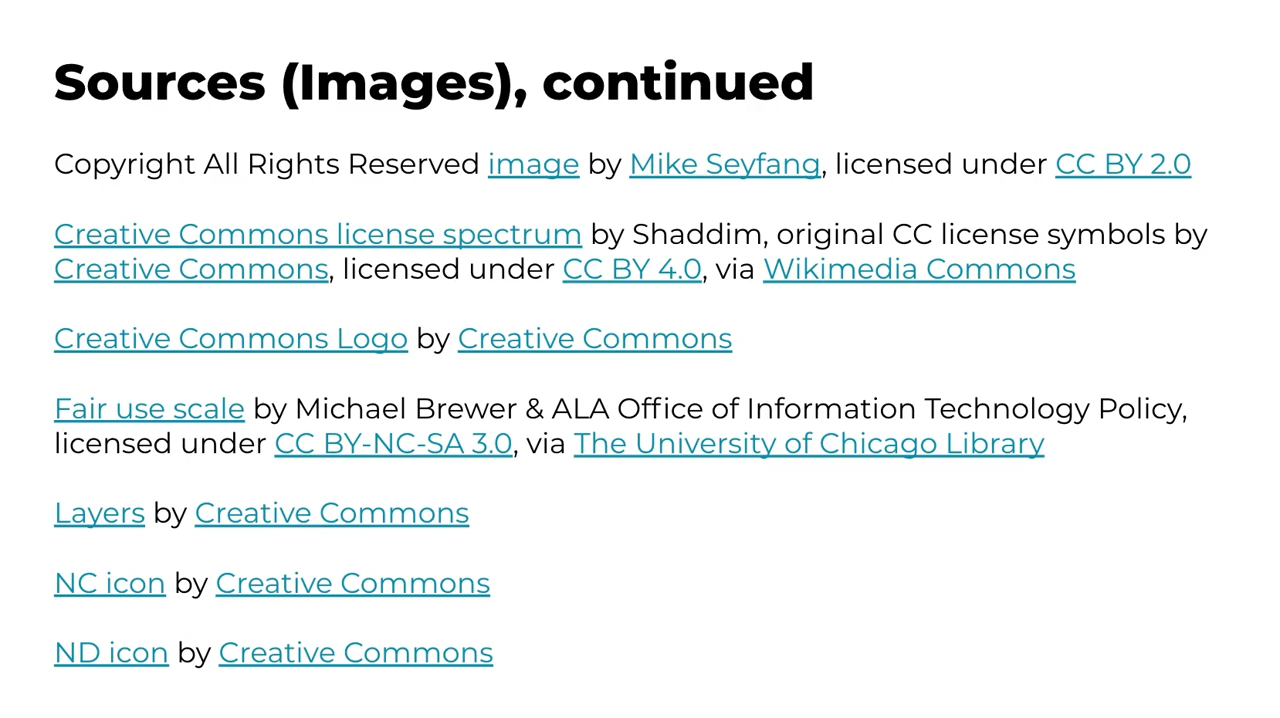 Sources (Images), continued
Copyright All Rights Reserved image by Mike Seyfang, licensed under CC BY 2.0
Creative Commons license spectrum by Shaddim, original CC license symbols by
Creative Commons, licensed under CC BY 4.0, via Wikimedia Commons
Creative Commons Logo by Creative Commons
Fair use scale by Michael Brewer & ALA Office of Information Technology Policy,
licensed under CC BY-NC-SA 3.0, via The University of Chicago Library
Layers by Creative Commons
NC icon by Creative Commons
ND icon by Creative Commons